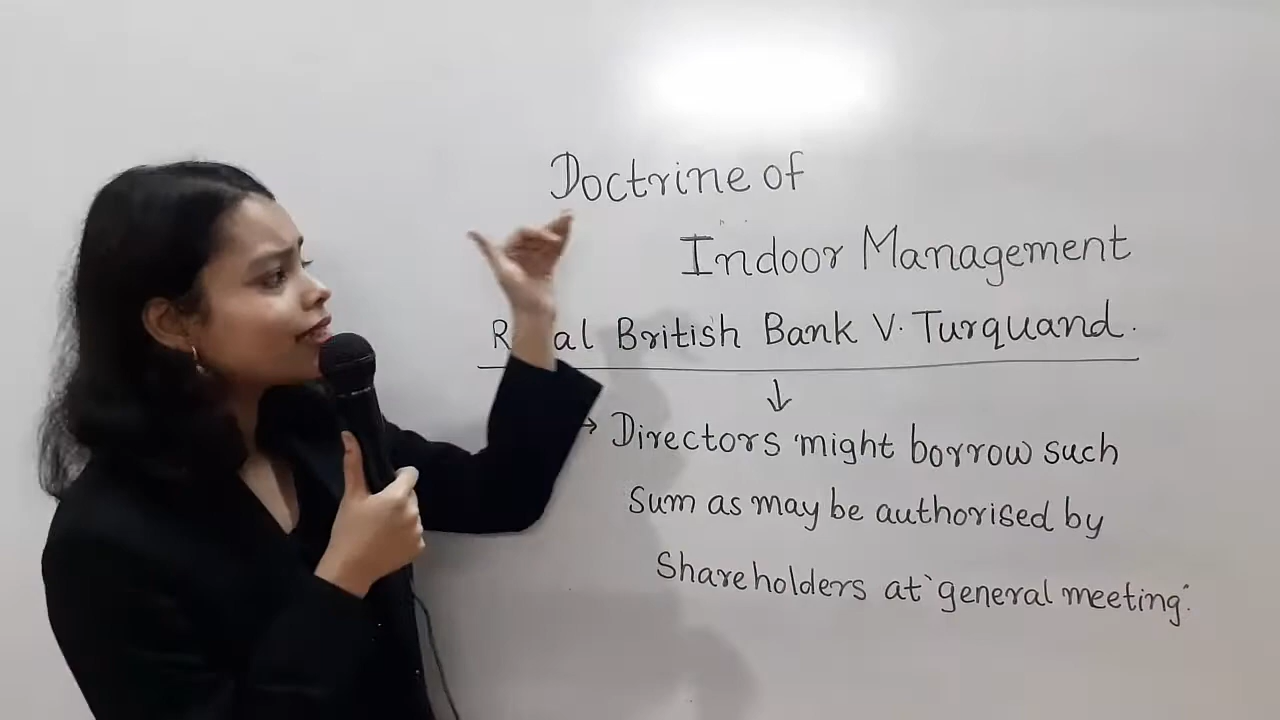 Doctrine of
Indoor Management
British Bank V. Turquand.
↓
→ Directors might borrow such
sum as may be authorised by
Shareholders at "general meeting".